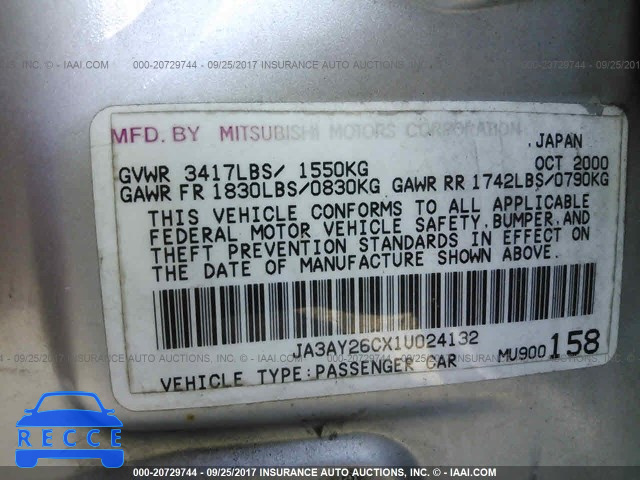 000-20729744 - 09/25/2017 INSURANCE AUTO AUCTIONS, INC. - © IAAI.COM
MFD. BY MITSUBISHI MOTORS CORPORATION
JAPAN
GVWR 3417LBS/ 1550KG
OCT 2000
GAWR FR 1830LBS/0830KG GAWR RR 1742LBS/0790KG
THIS VEHICLE CONFORMS TO ALL APPLICABLE
FEDERAL MOTOR VEHICLE SAFETY, BUMPER, AND
THEFT PREVENTION STANDARDS IN EFFECT ON
THE DATE OF MANUFACTURE SHOWN ABOVE.
JA3AY26CX1U024132
MU900158
VEHICLE TYPE:PASSENGER CAR
RECCE
000-20729744 - 09/25/2017 INSURANCE AUTO AUCTIONS, INC. - © IAAI.COM